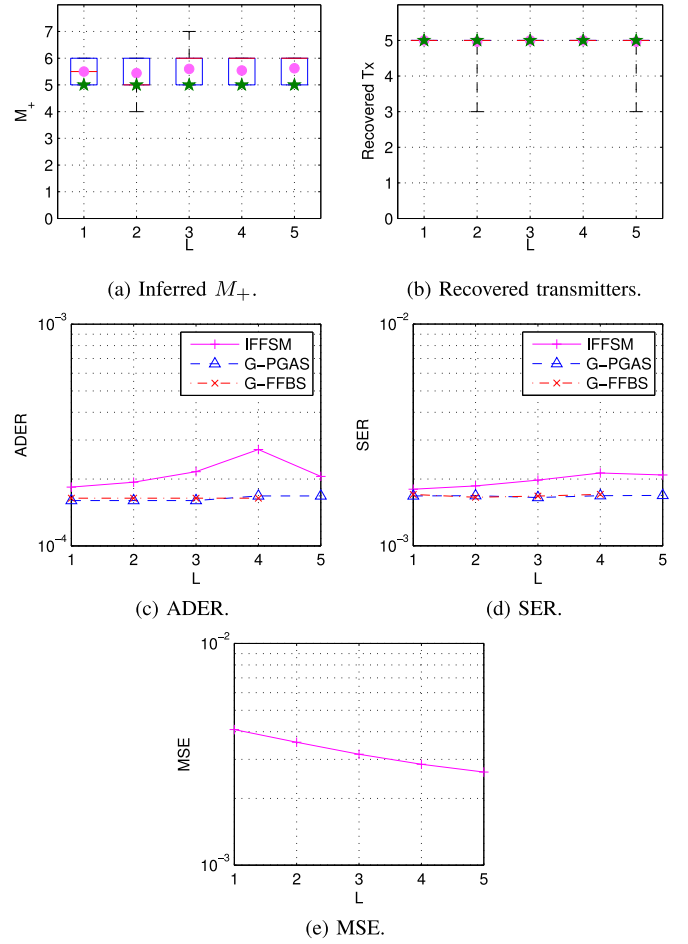 7
6
5
4
3
2
1
0
M+
1 2 3 4 5
L
(a) Inferred M+.
5
4
3
2
1
0
Recovered Tx
1 2 3 4 5
L
(b) Recovered transmitters.
10^-3
10^-4
ADER
IFFSM
G-PGAS
G-FFBS
1 2 3 4 5
L
(c) ADER.
10^-2
10^-3
SER
IFFSM
G-PGAS
G-FFBS
1 2 3 4 5
L
(d) SER.
10^-2
10^-3
MSE
1 2 3 4 5
L
(e) MSE.